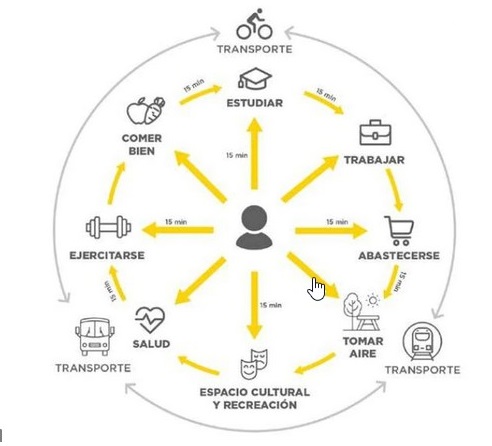 TRANSPORTE
15 min
ESTUDIAR
15 min
COMER
BIEN
15 min
TRABAJAR
15 min
15 min
EJERCITARSE
ABASTECERSE
15 min
15 min
15 min
SALUD
TOMAR
AIRE
TRANSPORTE
TRANSPORTE
ESPACIO CULTURAL
Y RECREACIÓN